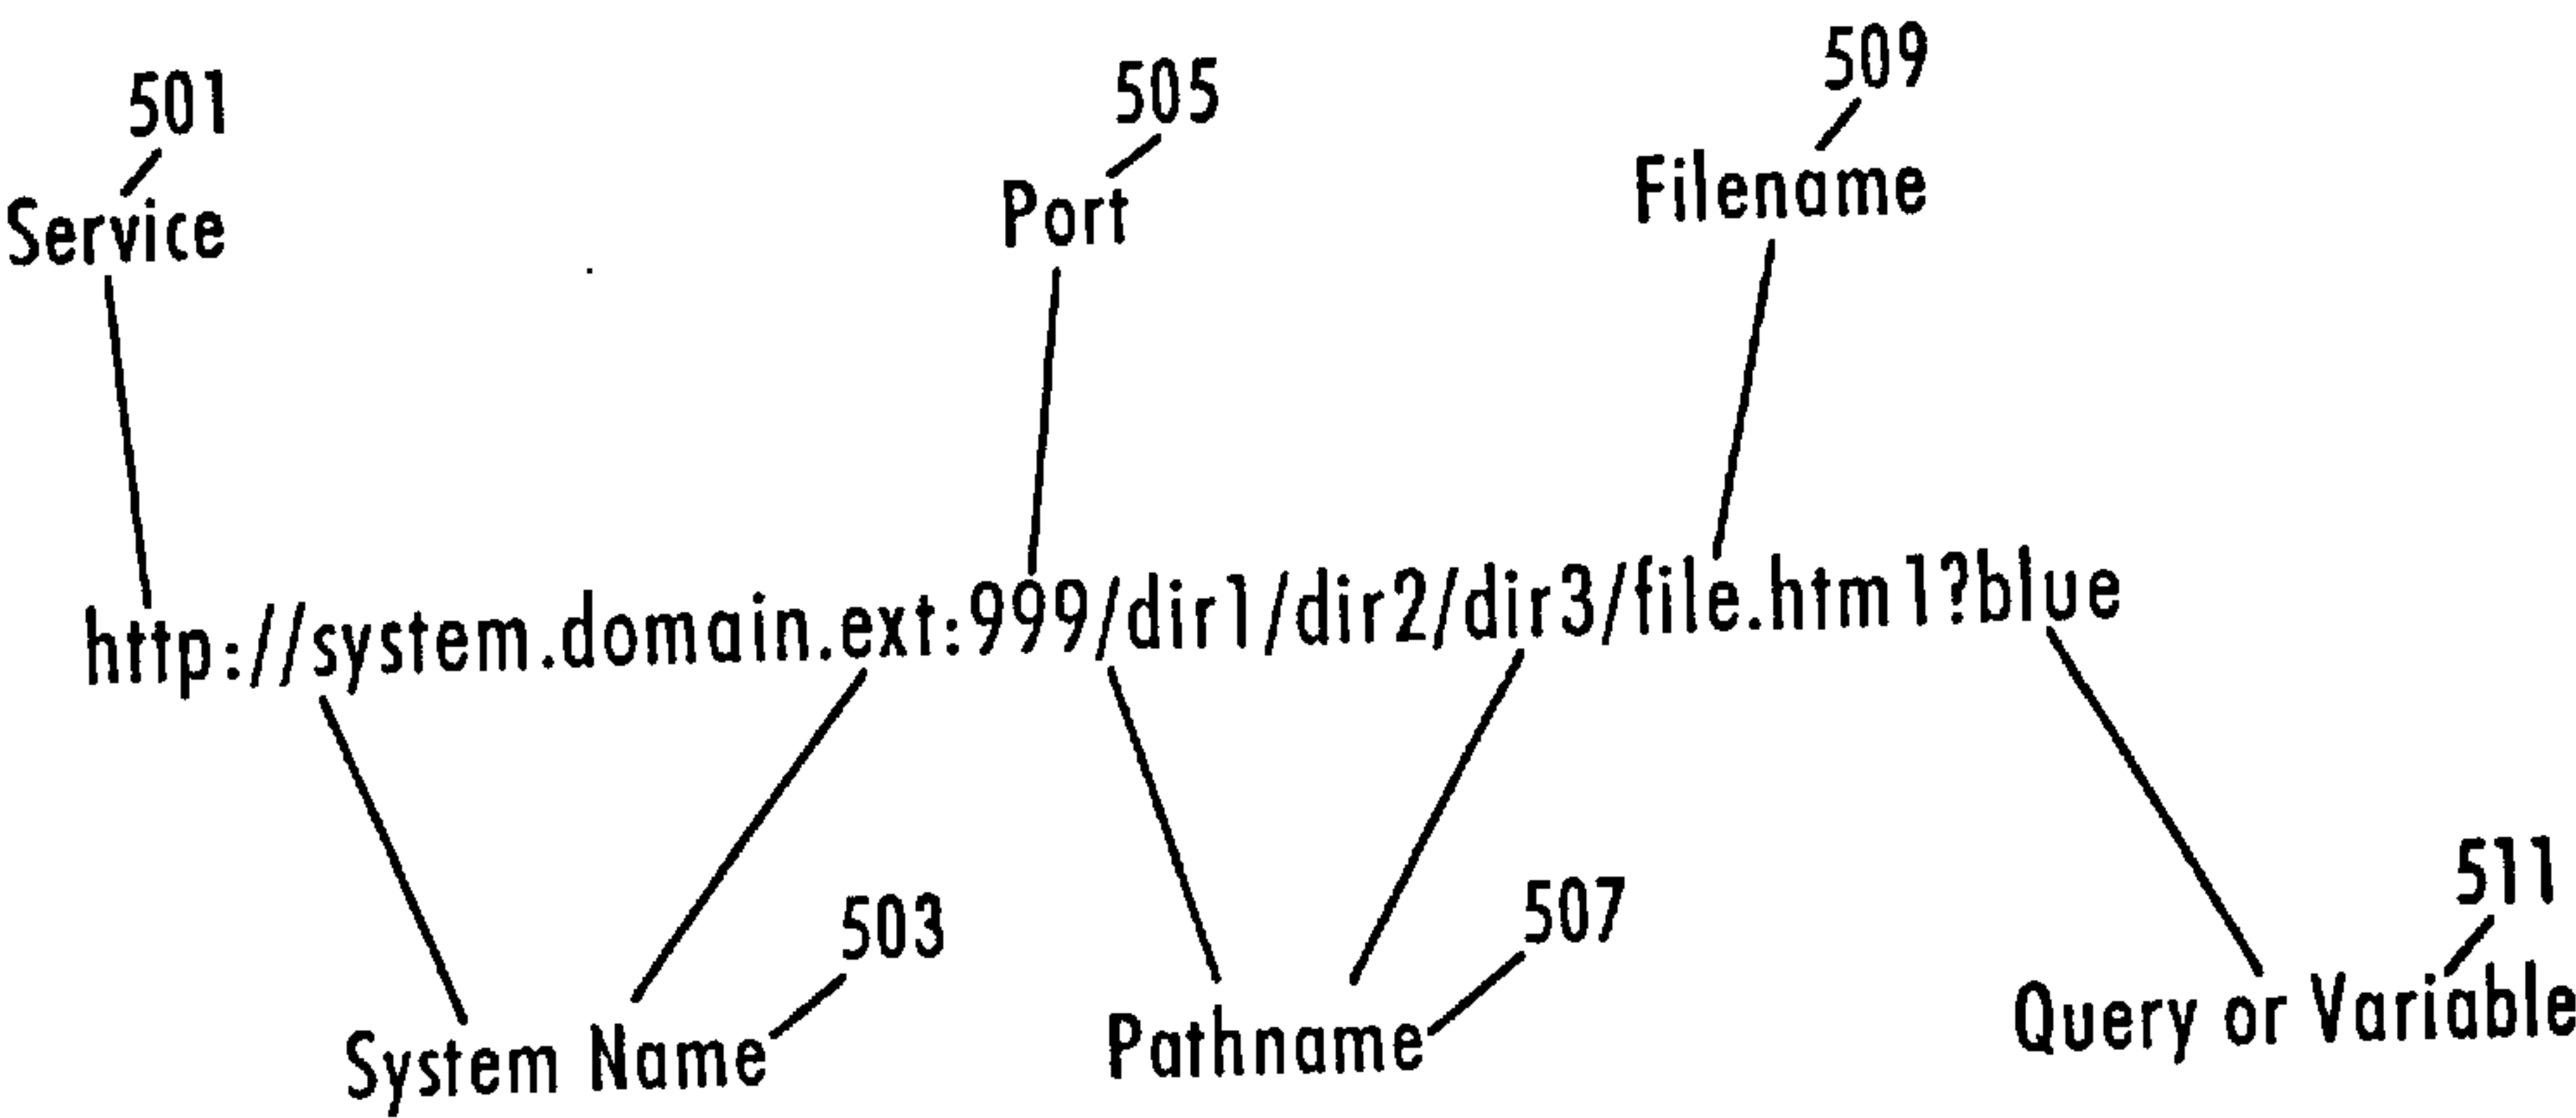 501
Service
505
Port
509
Filename
http://system.domain.ext:999/dir1/dir2/dir3/file.htm1?blue
503
System Name
507
Pathname
511
Query or Variable